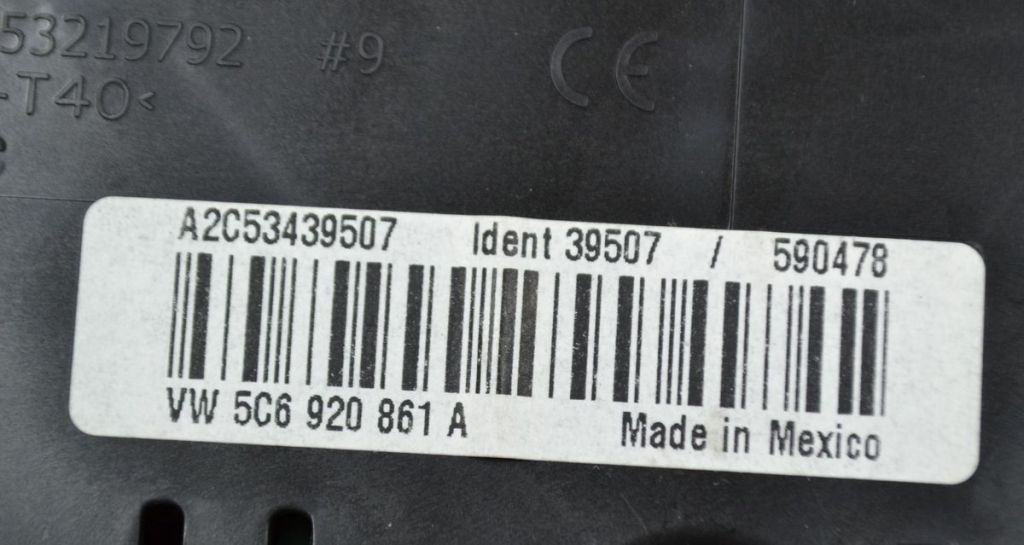 53219792 #9 CE
-T40<
A2C53439507 Ident 39507 / 590478
VW 5C6 920 861 A Made in Mexico